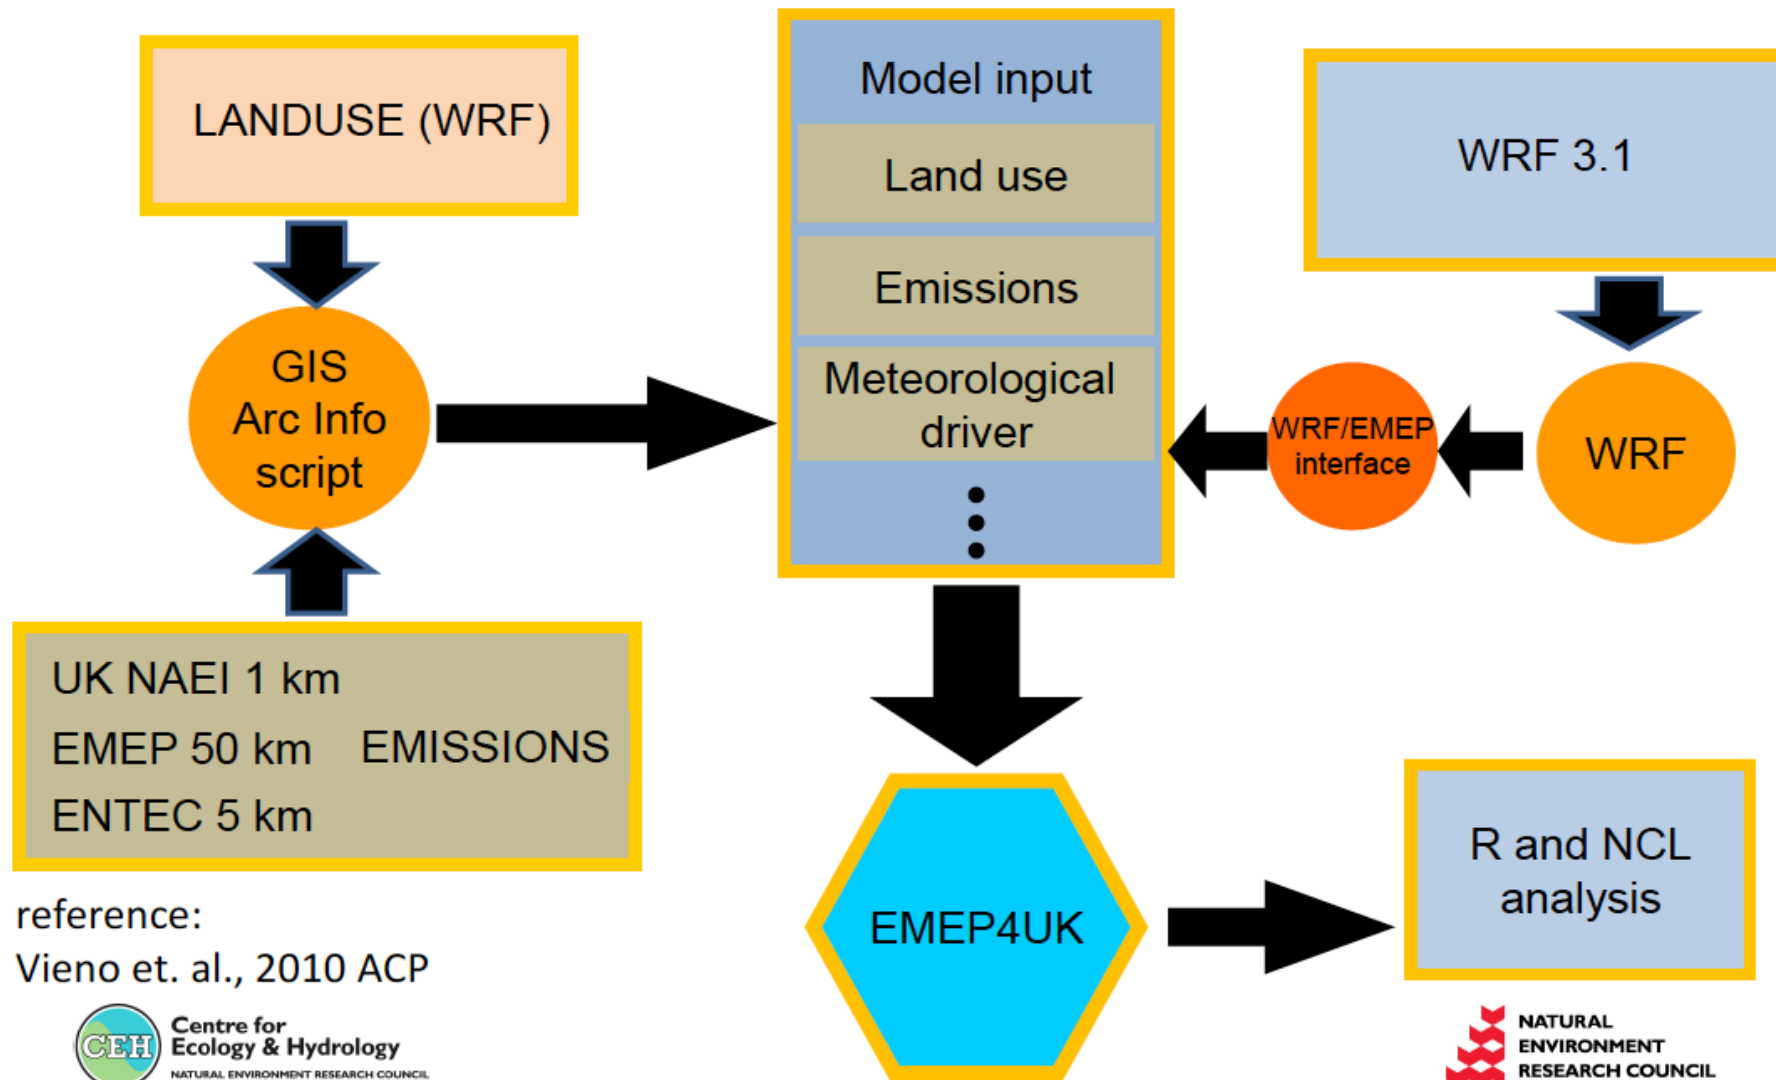 LANDUSE (WRF)
GIS
Arc Info
script
UK NAEI 1 km
EMEP 50 km EMISSIONS
ENTEC 5 km
Model input
Land use
Emissions
Meteorological
driver
WRF 3.1
WRF
WRF/EMEP
interface
EMEP4UK
R and NCL
analysis
reference:
Vieno et. al., 2010 ACP
CEH
Centre for
Ecology & Hydrology
NATURAL ENVIRONMENT RESEARCH COUNCIL
NATURAL
ENVIRONMENT
RESEARCH COUNCIL